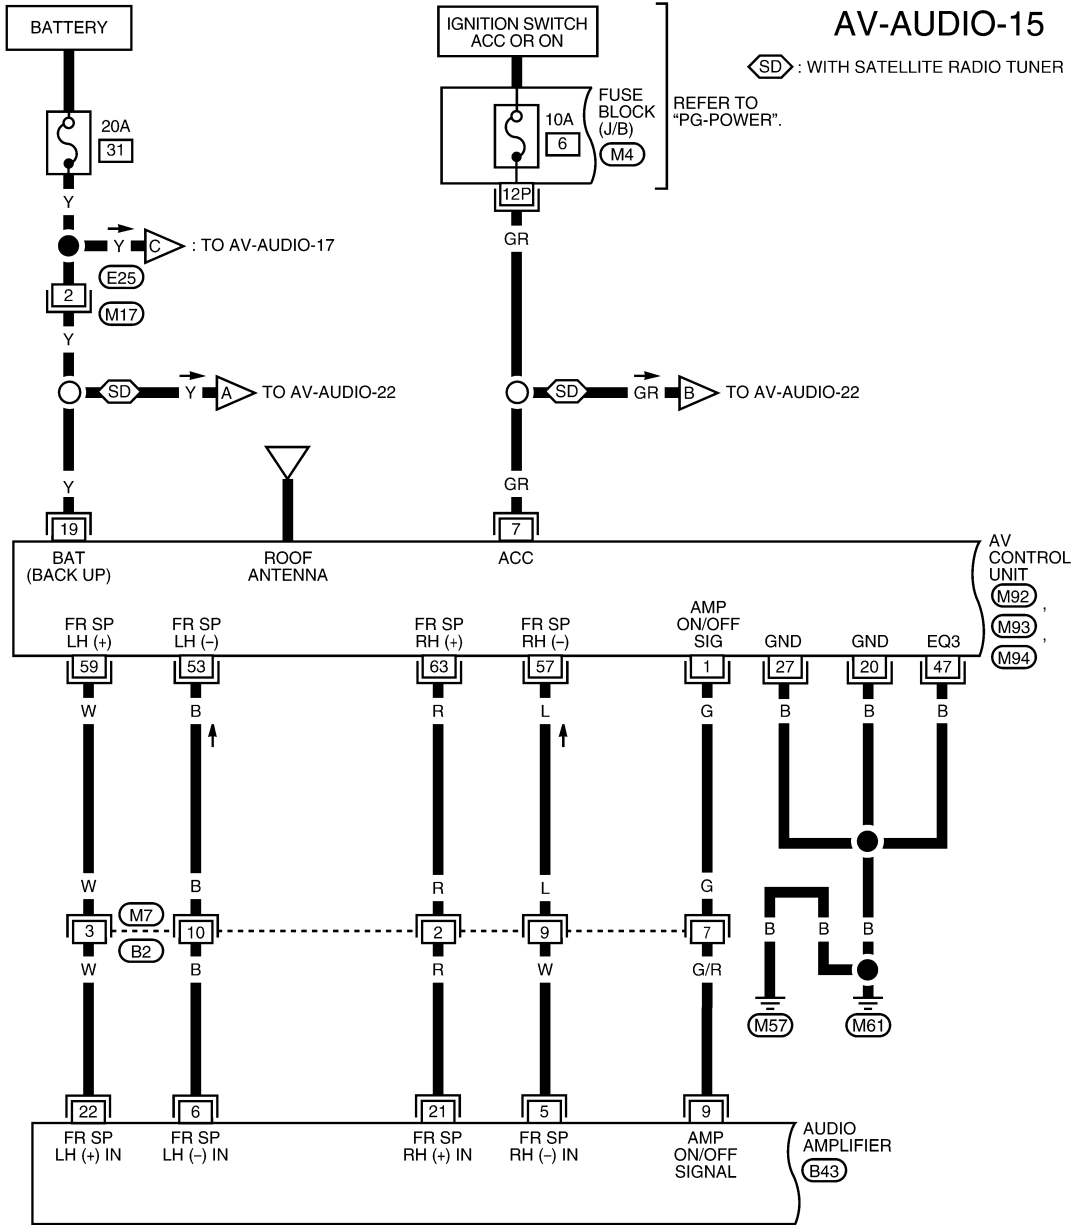 BATTERY
IGNITION SWITCH
ACC OR ON
AV-AUDIO-15
SD : WITH SATELLITE RADIO TUNER
20A
31
10A
6
FUSE
BLOCK
(J/B)
M4
REFER TO
“PG-POWER”.
12P
Y
GR
Y C : TO AV-AUDIO-17
E25
2
M17
Y
SD Y A TO AV-AUDIO-22
SD GR B TO AV-AUDIO-22
Y
GR
19
7
BAT
(BACK UP)
ROOF
ANTENNA
ACC
AV
CONTROL
UNIT
M92 ,
M93 ,
M94
FR SP
LH (+)
FR SP
LH (–)
FR SP
RH (+)
FR SP
RH (–)
AMP
ON/OFF
SIG
GND
GND
EQ3
59 53 63 57 1 27 20 47
W B R L G B B B
W B R L G
M7
3 10 2 9 7
B2
B B B
W B R W G/R
M57 M61
22 6 21 5 9
FR SP
LH (+) IN
FR SP
LH (–) IN
FR SP
RH (+) IN
FR SP
RH (–) IN
AMP
ON/OFF
SIGNAL
AUDIO
AMPLIFIER
B43